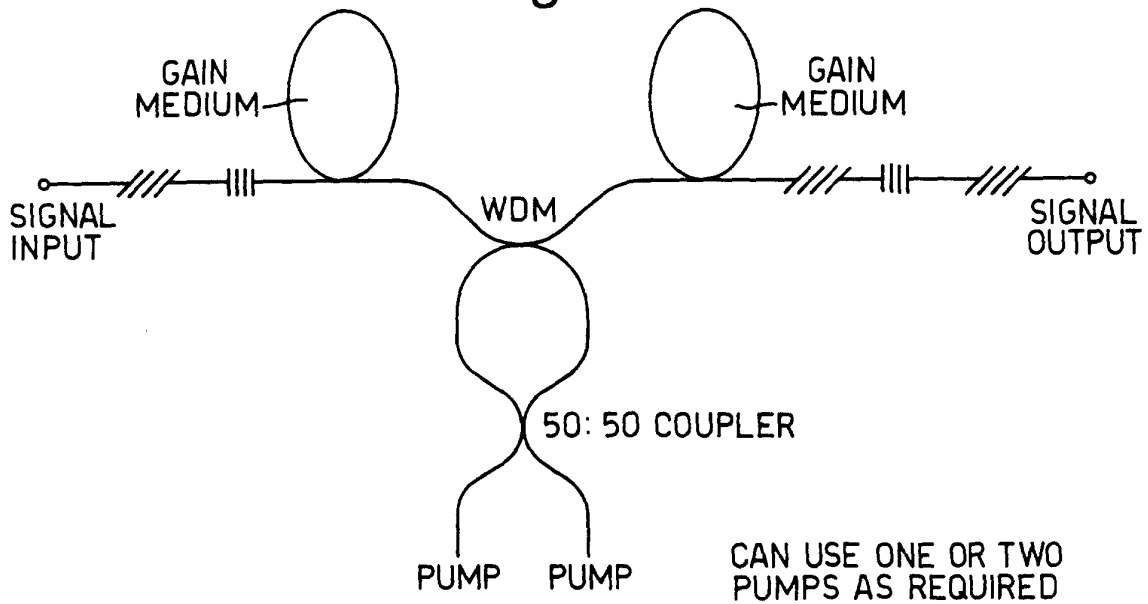 GAIN
MEDIUM
GAIN
MEDIUM
SIGNAL
INPUT
WDM
SIGNAL
OUTPUT
50:50 COUPLER
PUMP
PUMP
CAN USE ONE OR TWO
PUMPS AS REQUIRED